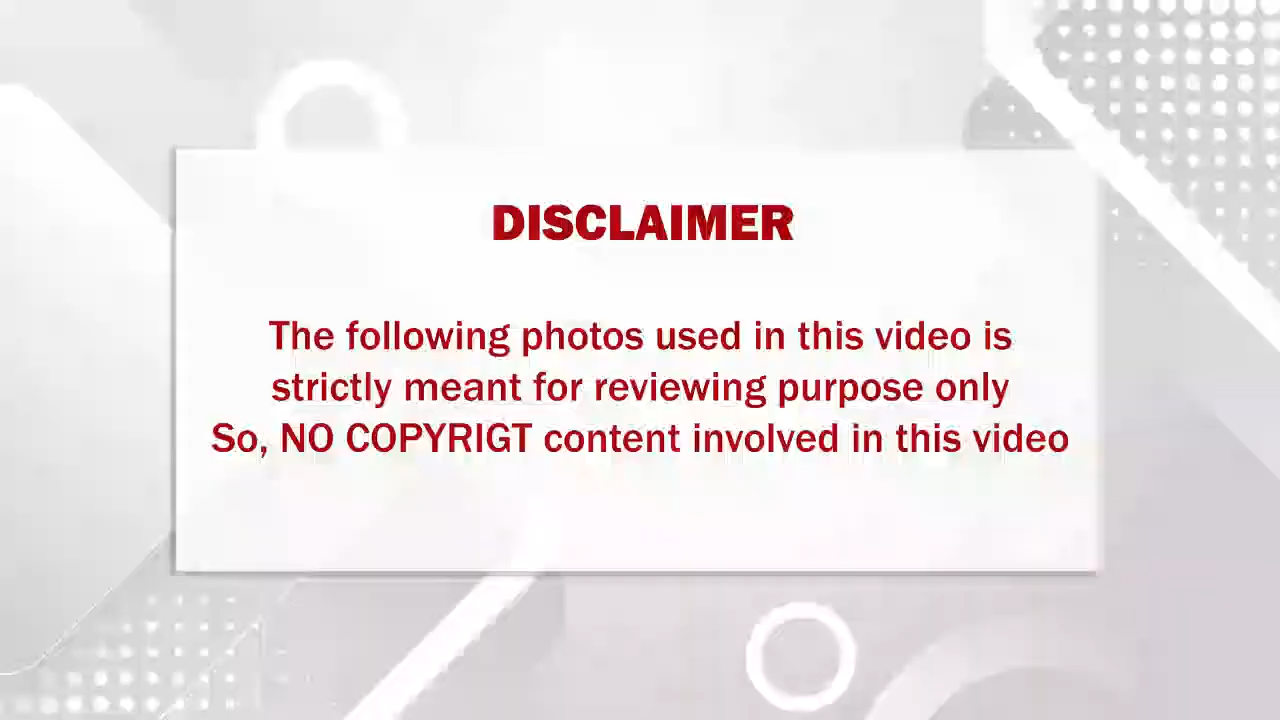 DISCLAIMER
The following photos used in this video is
strictly meant for reviewing purpose only
So, NO COPYRIGT content involved in this video